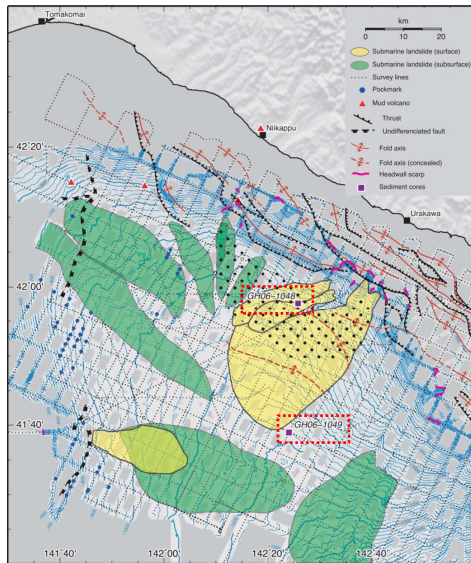 Tomakomai
km
0 10 20
Submarine landslide (surface)
Submarine landslide (subsurface)
Survey lines
Pockmark
Mud volcano
Thrust
Undifferenciated fault
Fold axis
Fold axis (concealed)
Headwall scarp
Sediment cores
Niikappu
42˚20'
Urakawa
42˚00'
GH06-1048
41˚40'
GH06-1049
141˚40' 142˚00' 142˚20' 142˚40'